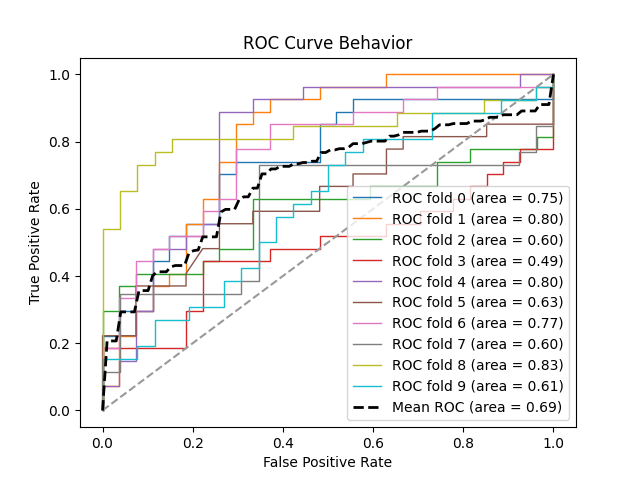 ROC Curve Behavior
True Positive Rate
1.0
0.8
0.6
0.4
0.2
0.0
ROC fold 0 (area = 0.75)
ROC fold 1 (area = 0.80)
ROC fold 2 (area = 0.60)
ROC fold 3 (area = 0.49)
ROC fold 4 (area = 0.80)
ROC fold 5 (area = 0.63)
ROC fold 6 (area = 0.77)
ROC fold 7 (area = 0.60)
ROC fold 8 (area = 0.83)
ROC fold 9 (area = 0.61)
Mean ROC (area = 0.69)
0.0 0.2 0.4 0.6 0.8 1.0
False Positive Rate